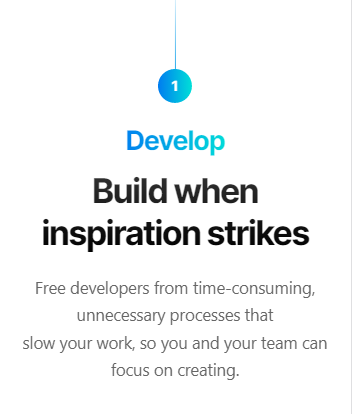 1
Develop
Build when
inspiration strikes
Free developers from time-consuming,
unnecessary processes that
slow your work, so you and your team can
focus on creating.